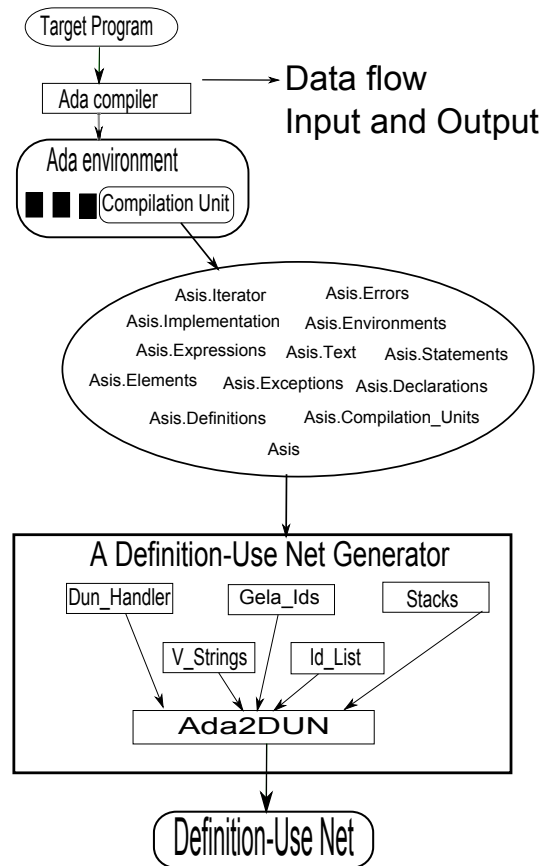 Target Program
Ada compiler
Data flow
Input and Output
Ada environment
Compilation Unit
Asis.Iterator
Asis.Errors
Asis.Implementation
Asis.Environments
Asis.Expressions
Asis.Text
Asis.Statements
Asis.Elements
Asis.Exceptions
Asis.Declarations
Asis.Definitions
Asis.Compilation_Units
Asis
A Definition-Use Net Generator
Dun_Handler
Gela_Ids
Stacks
V_Strings
Id_List
Ada2DUN
Definition-Use Net